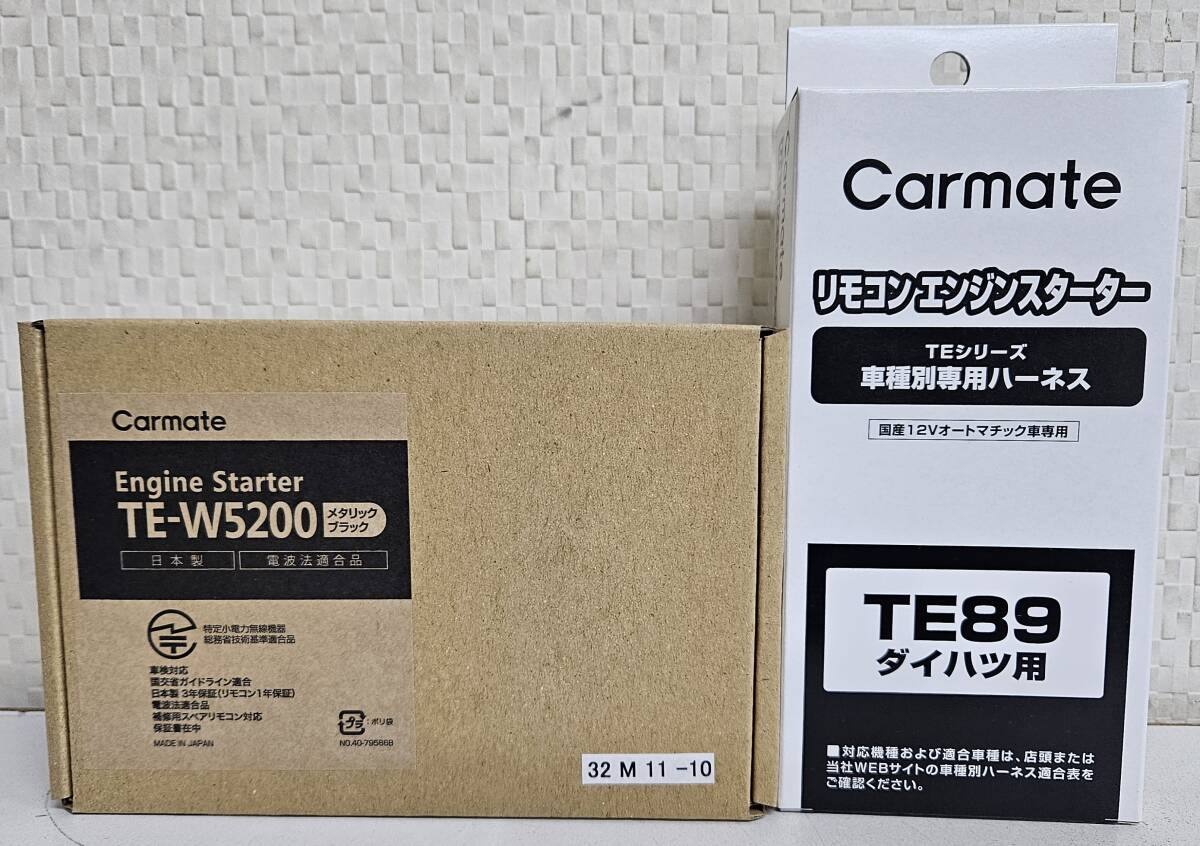 Carmate
Engine Starter
TE-W5200
メタリック
ブラック
日本製
電波法適合品
特定小電力無線機器
総務省技術基準適合品
車検対応
国交省ガイドライン適合
日本製 3年保証(リモコン1年保証)
電波法適合品
補修用スペアリモコン対応
保証書在中
MADE IN JAPAN
プラ
:ポリ袋
NO.40-79586B
32 M 11 -10
Carmate
リモコンエンジンスターター
TEシリーズ
車種別専用ハーネス
国産12Vオートマチック車専用
TE89
ダイハツ用
■対応機種および適合車種は、店頭または
当社WEBサイトの車種別ハーネス適合表を
ご確認ください。